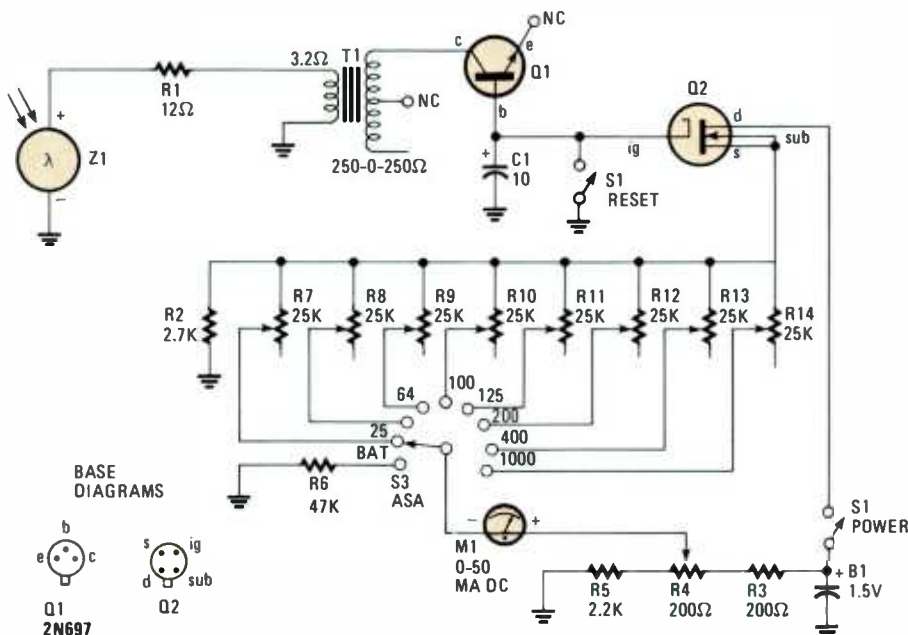 NC
3.2Ω
T1
c
e
Q1
R1
12Ω
NC
b
Q2
d
+
λ
Z1
−
250-0-250Ω
+
C1
10
ig
sub
s
S1
RESET
R2
2.7K
R7
25K
R8
25K
R9
25K
R10
25K
R11
25K
R12
25K
R13
25K
R14
25K
64
100
125
200
25
400
BAT
1000
BASE
DIAGRAMS
R6
47K
S3
ASA
S1
POWER
− +
M1
0-50
MA DC
b
e c
Q1
2N697
s ig
d sub
Q2
R5
2.2K
R4
200Ω
R3
200Ω
+ B1
1.5V